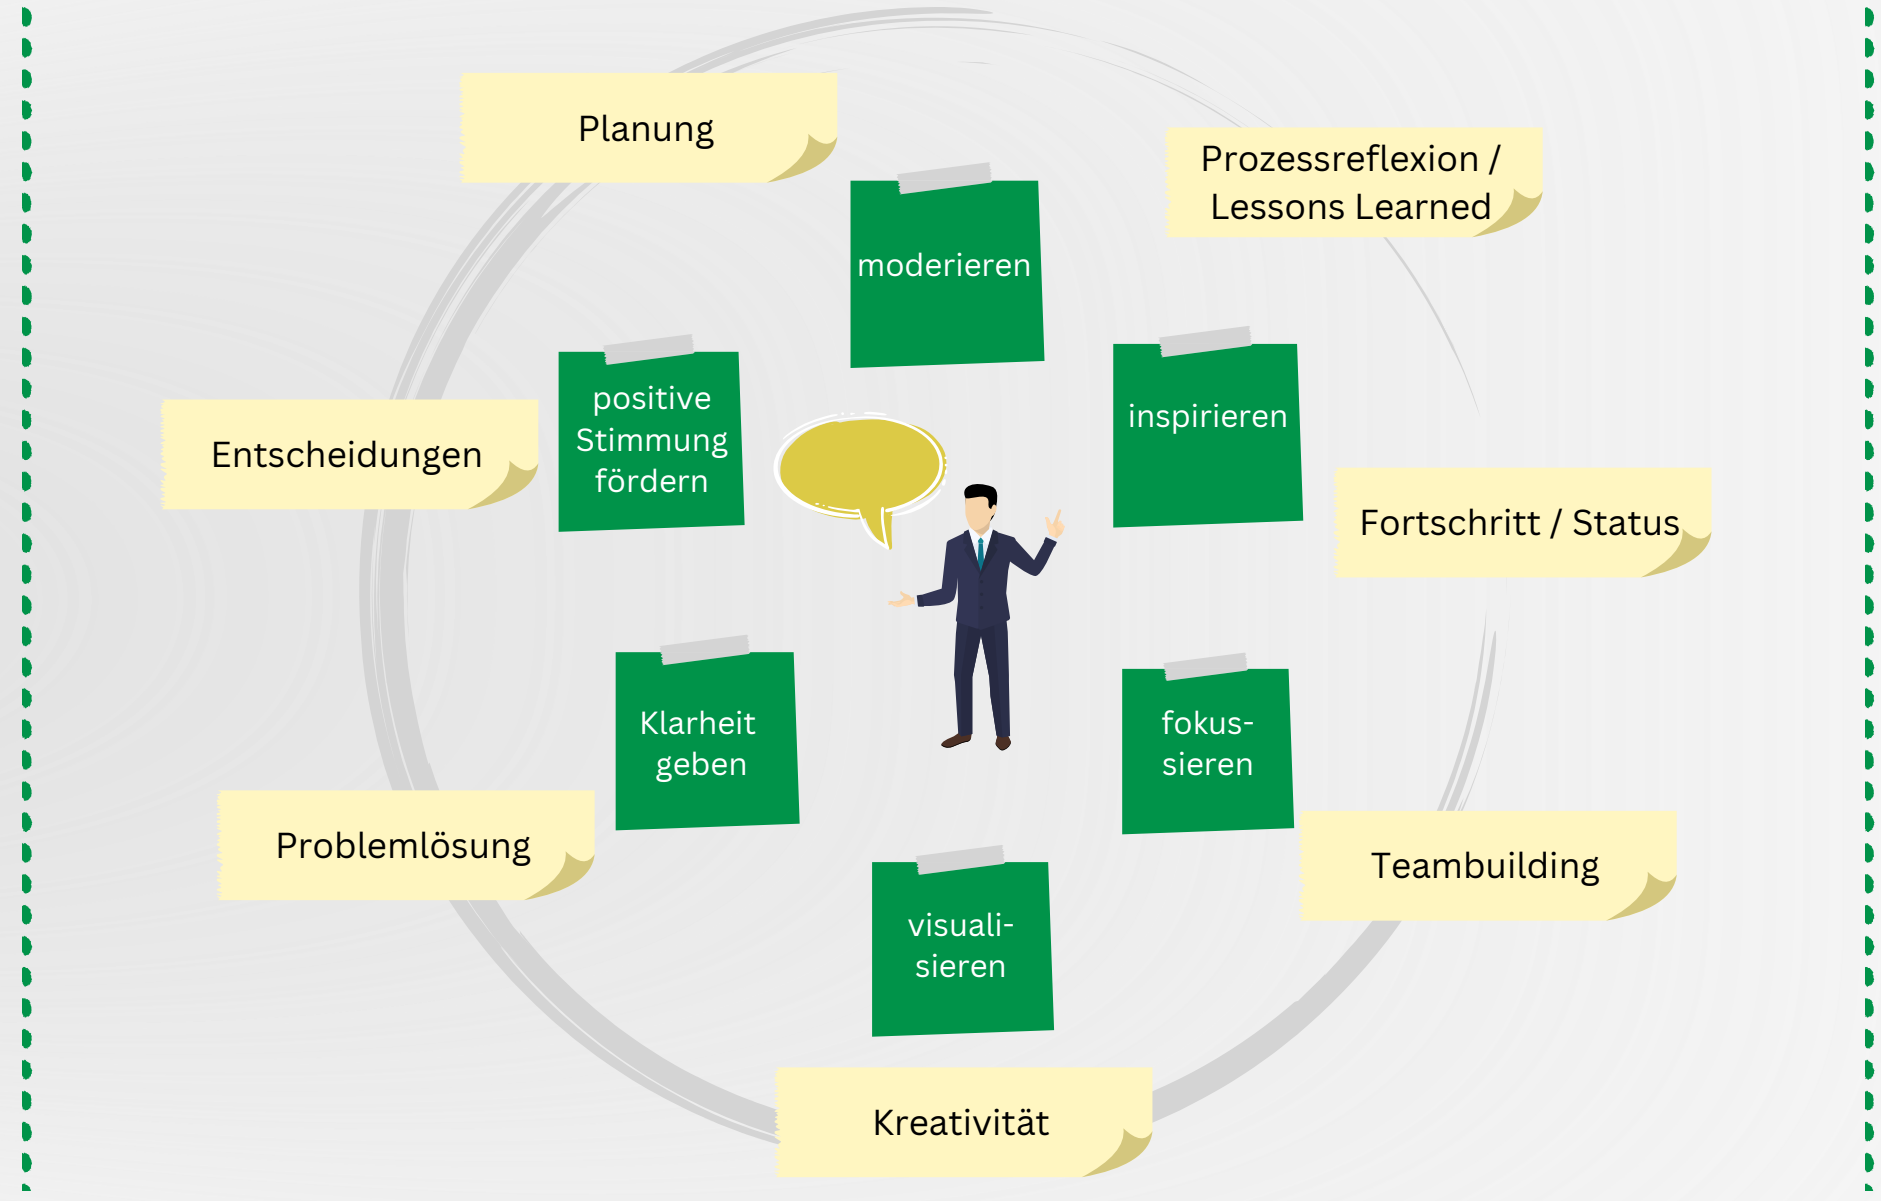 Planung
Prozessreflexion /
Lessons Learned
moderieren
positive
Stimmung
fördern
inspirieren
Entscheidungen
Fortschritt / Status
Klarheit
geben
fokus-
sieren
Problemlösung
Teambuilding
visuali-
sieren
Kreativität